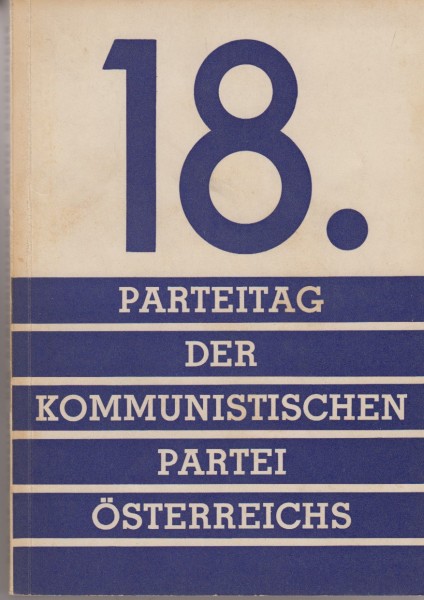 18.
PARTEITAG
DER
KOMMUNISTISCHEN
PARTEI
ÖSTERREICHS